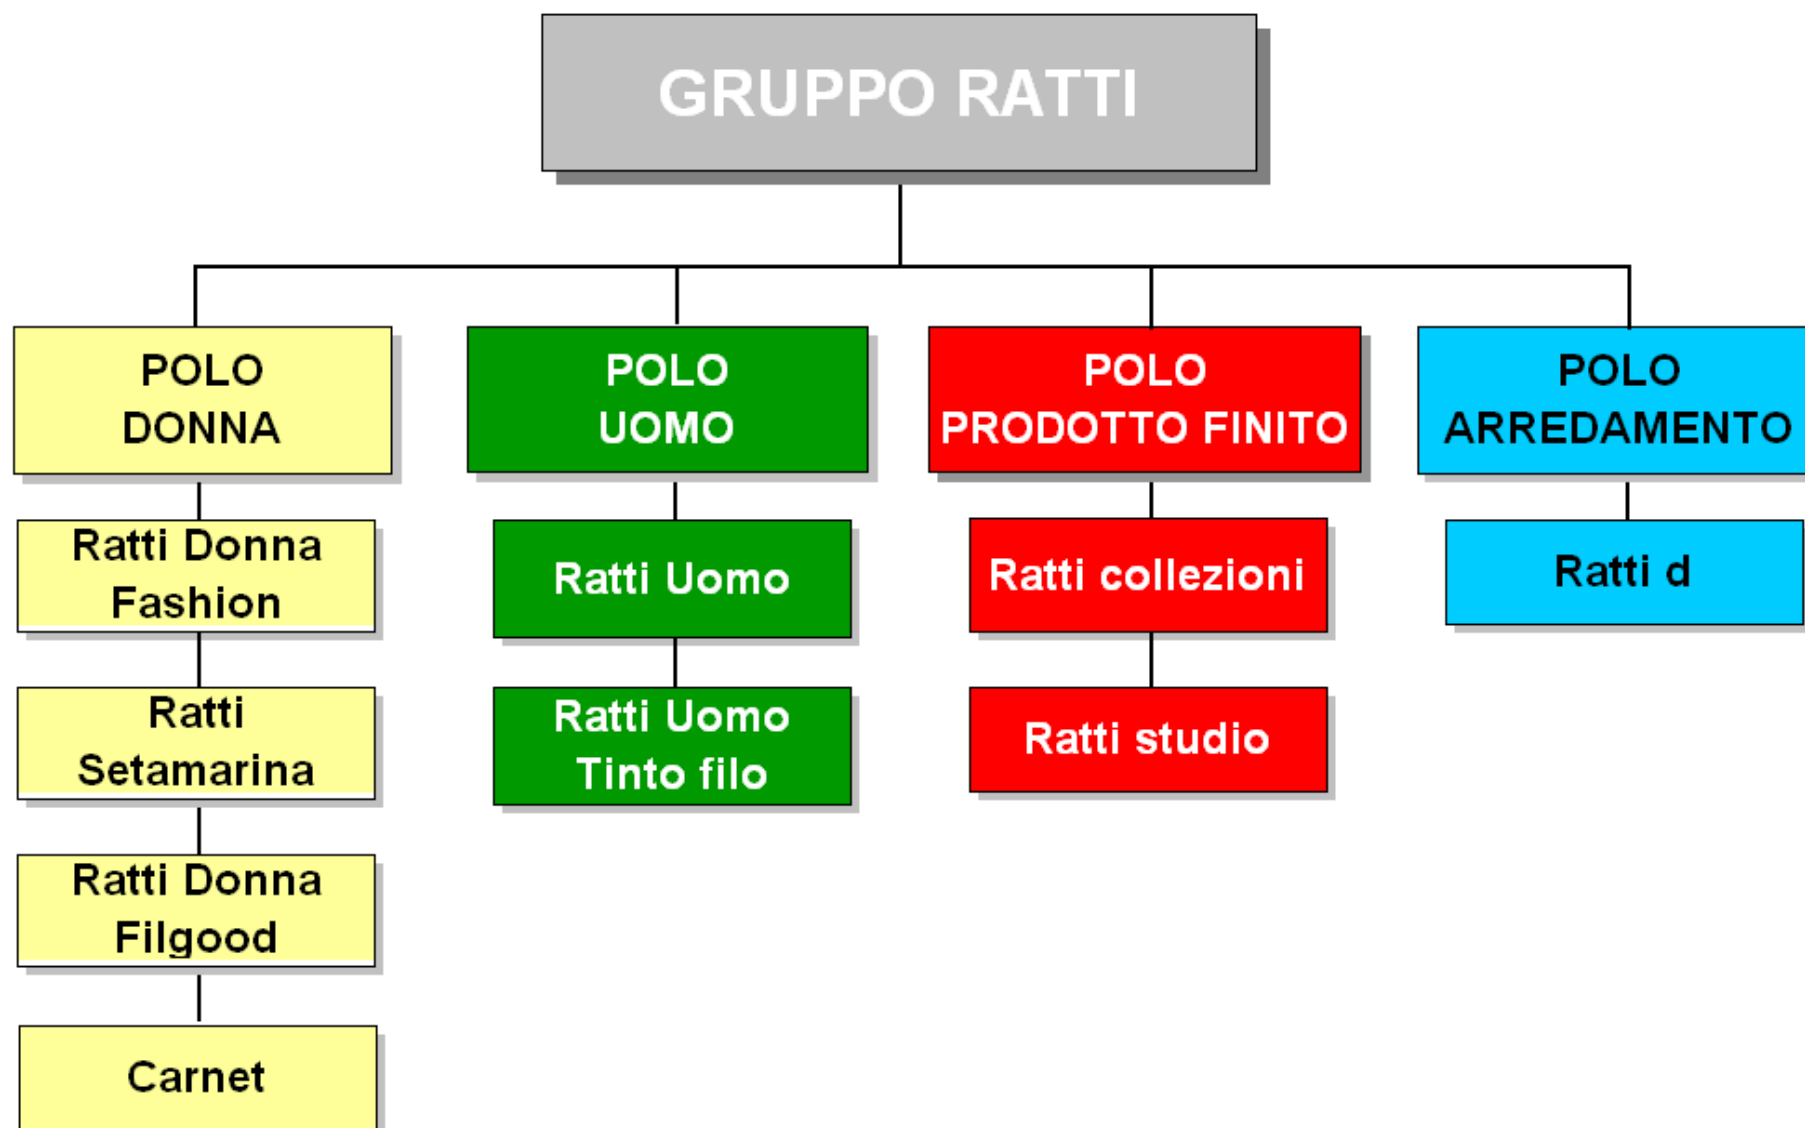 GRUPPO RATTI
POLO
DONNA
Ratti Donna
Fashion
Ratti
Setamarina
Ratti Donna
Filgood
Carnet
POLO
UOMO
Ratti Uomo
Ratti Uomo
Tinto filo
POLO
PRODOTTO FINITO
Ratti collezioni
Ratti studio
POLO
ARREDAMENTO
Ratti d